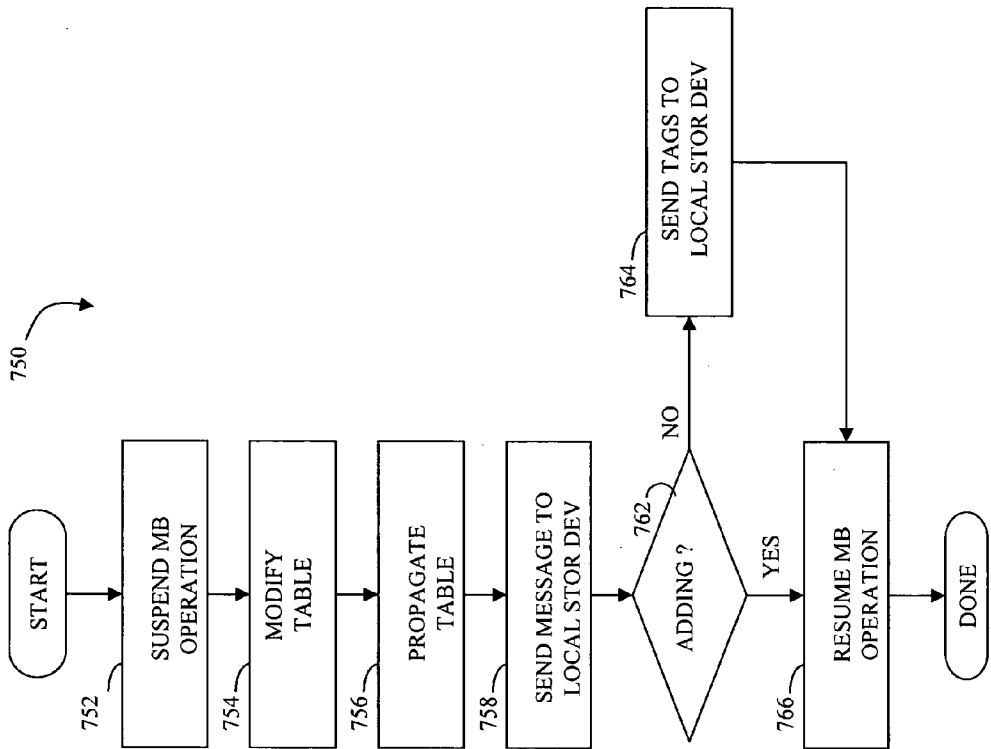 750
START
752
SUSPEND MB
OPERATION
754
MODIFY
TABLE
756
PROPAGATE
TABLE
758
SEND MESSAGE TO
LOCAL STOR DEV
762
ADDING ?
NO
764
SEND TAGS TO
LOCAL STOR DEV
YES
766
RESUME MB
OPERATION
DONE